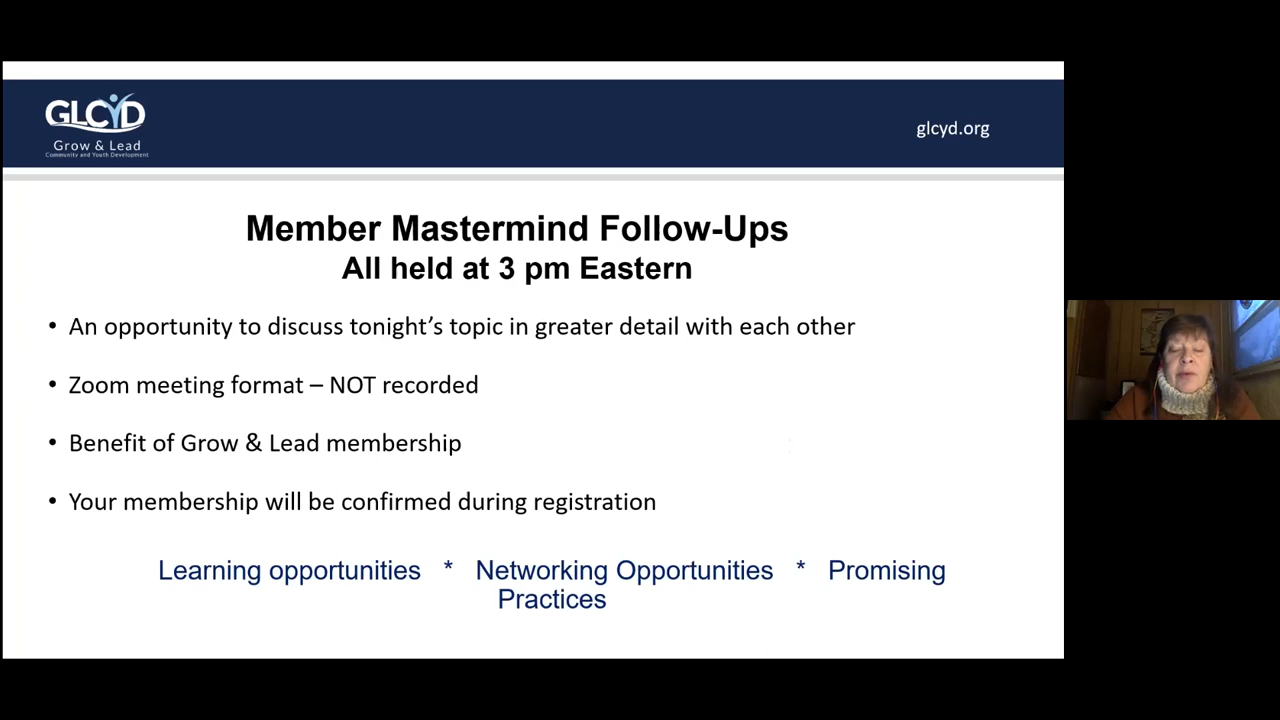 GLCYD
Grow & Lead
Community and Youth Development
glcyd.org
Member Mastermind Follow-Ups
All held at 3 pm Eastern
• An opportunity to discuss tonight's topic in greater detail with each other
• Zoom meeting format – NOT recorded
• Benefit of Grow & Lead membership
• Your membership will be confirmed during registration
Learning opportunities * Networking Opportunities * Promising
Practices